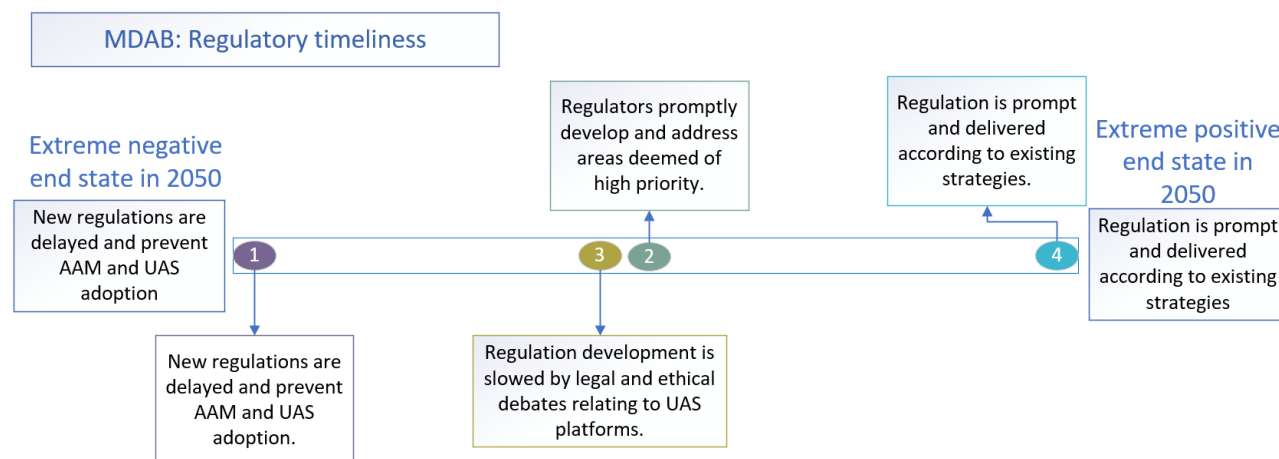 MDAB: Regulatory timeliness
Extreme negative
end state in 2050
New regulations are
delayed and prevent
AAM and UAS
adoption
Regulators promptly
develop and address
areas deemed of
high priority.
Regulation is prompt
and delivered
according to existing
strategies.
Extreme positive
end state in
2050
Regulation is prompt
and delivered
according to existing
strategies
1
3
2
4
New regulations are
delayed and prevent
AAM and UAS
adoption.
Regulation development is
slowed by legal and ethical
debates relating to UAS
platforms.